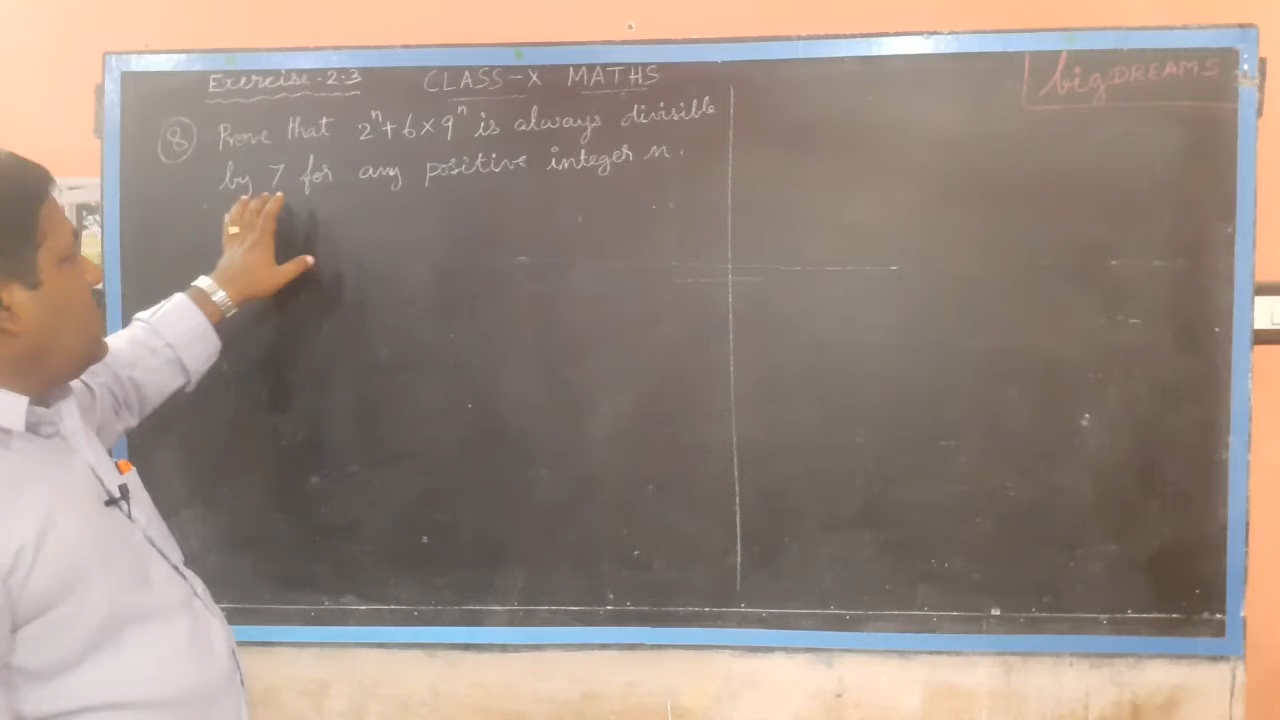 Exercise-2.3 CLASS-X MATHS
bigDREAMS
8 Prove that 2ⁿ+6×9ⁿ is always divisible
by 7 for any positive integer n.